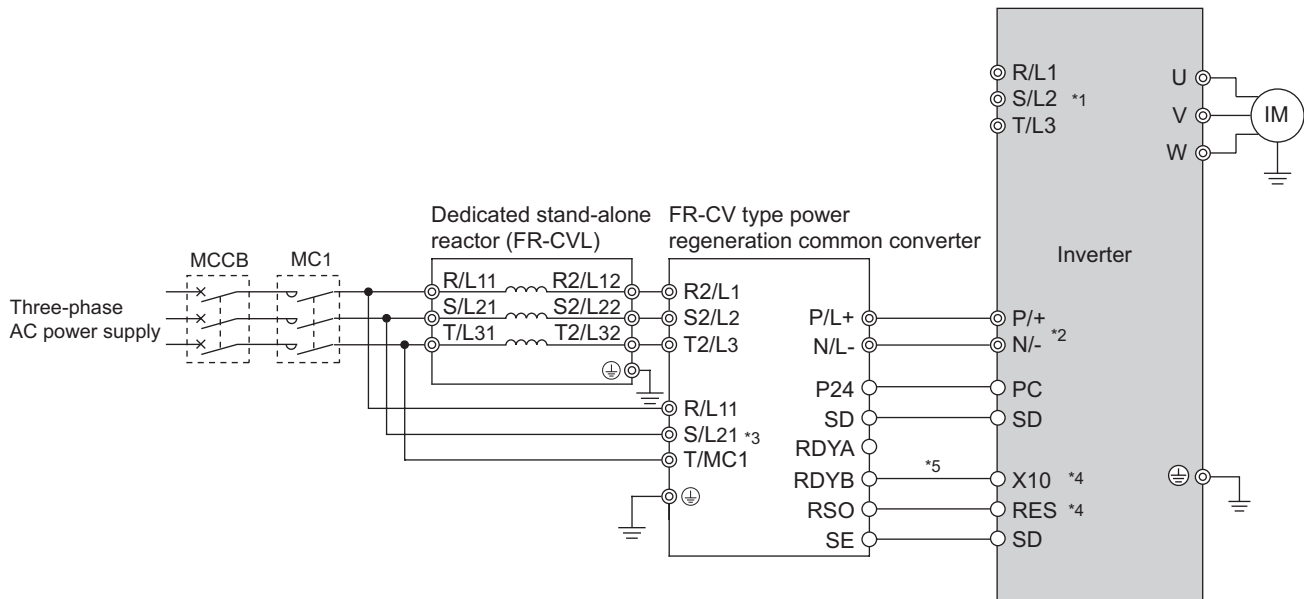 R/L1
S/L2 *1
T/L3
U
V
W
IM
Dedicated stand-alone
reactor (FR-CVL)
FR-CV type power
regeneration common converter
Inverter
MCCB
MC1
Three-phase
AC power supply
R/L11
R2/L12
S/L21
S2/L22
T/L31
T2/L32
R2/L1
S2/L2
T2/L3
R/L11
S/L21 *3
T/MC1
P/L+
N/L-
P24
SD
RDYA
RDYB
RSO
SE
*5
P/+
N/- *2
PC
SD
X10 *4
RES *4
SD